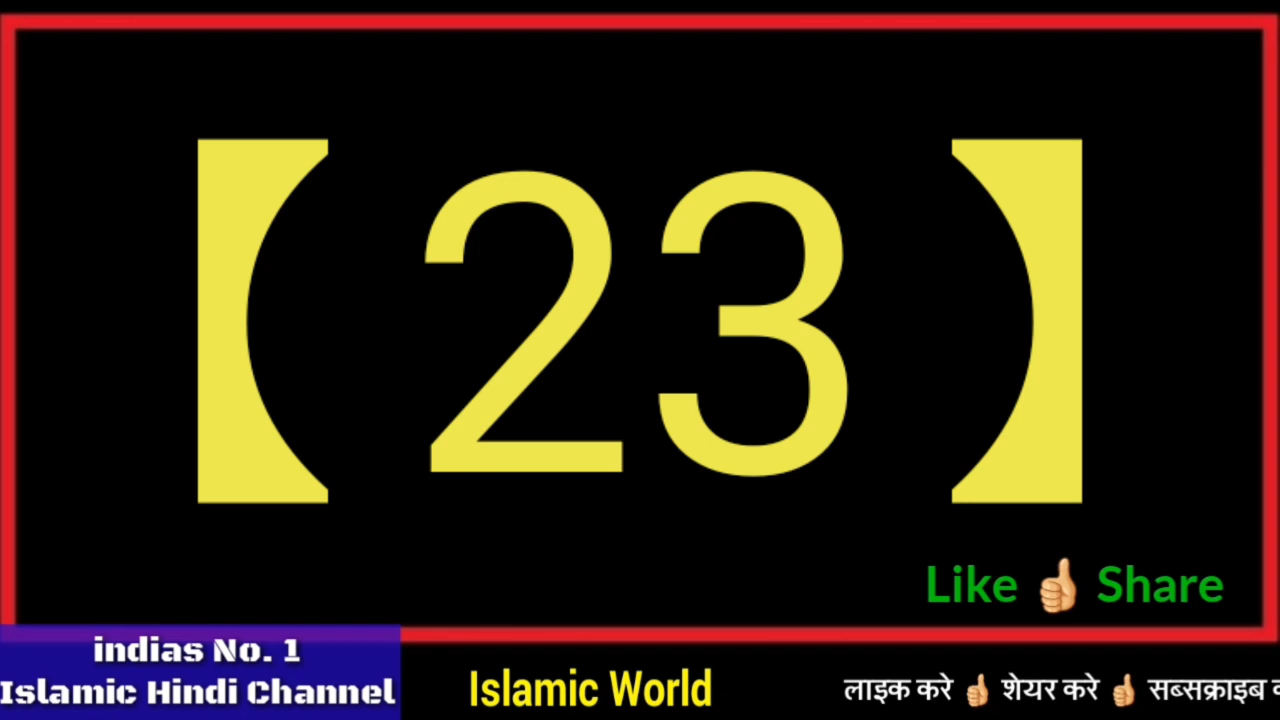 【 23 】
Like 👍🏼 Share
indias No. 1
Islamic Hindi Channel
Islamic World
लाइक करे 👍🏼 शेयर करे 👍🏼 सब्सक्राइब